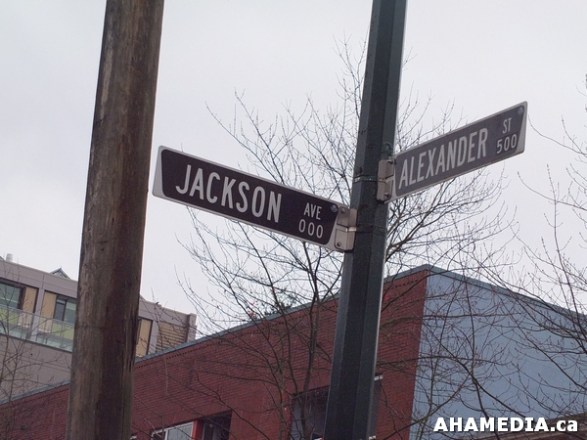 JACKSON AVE
000
ALEXANDER ST
500
AHAMEDIA.ca